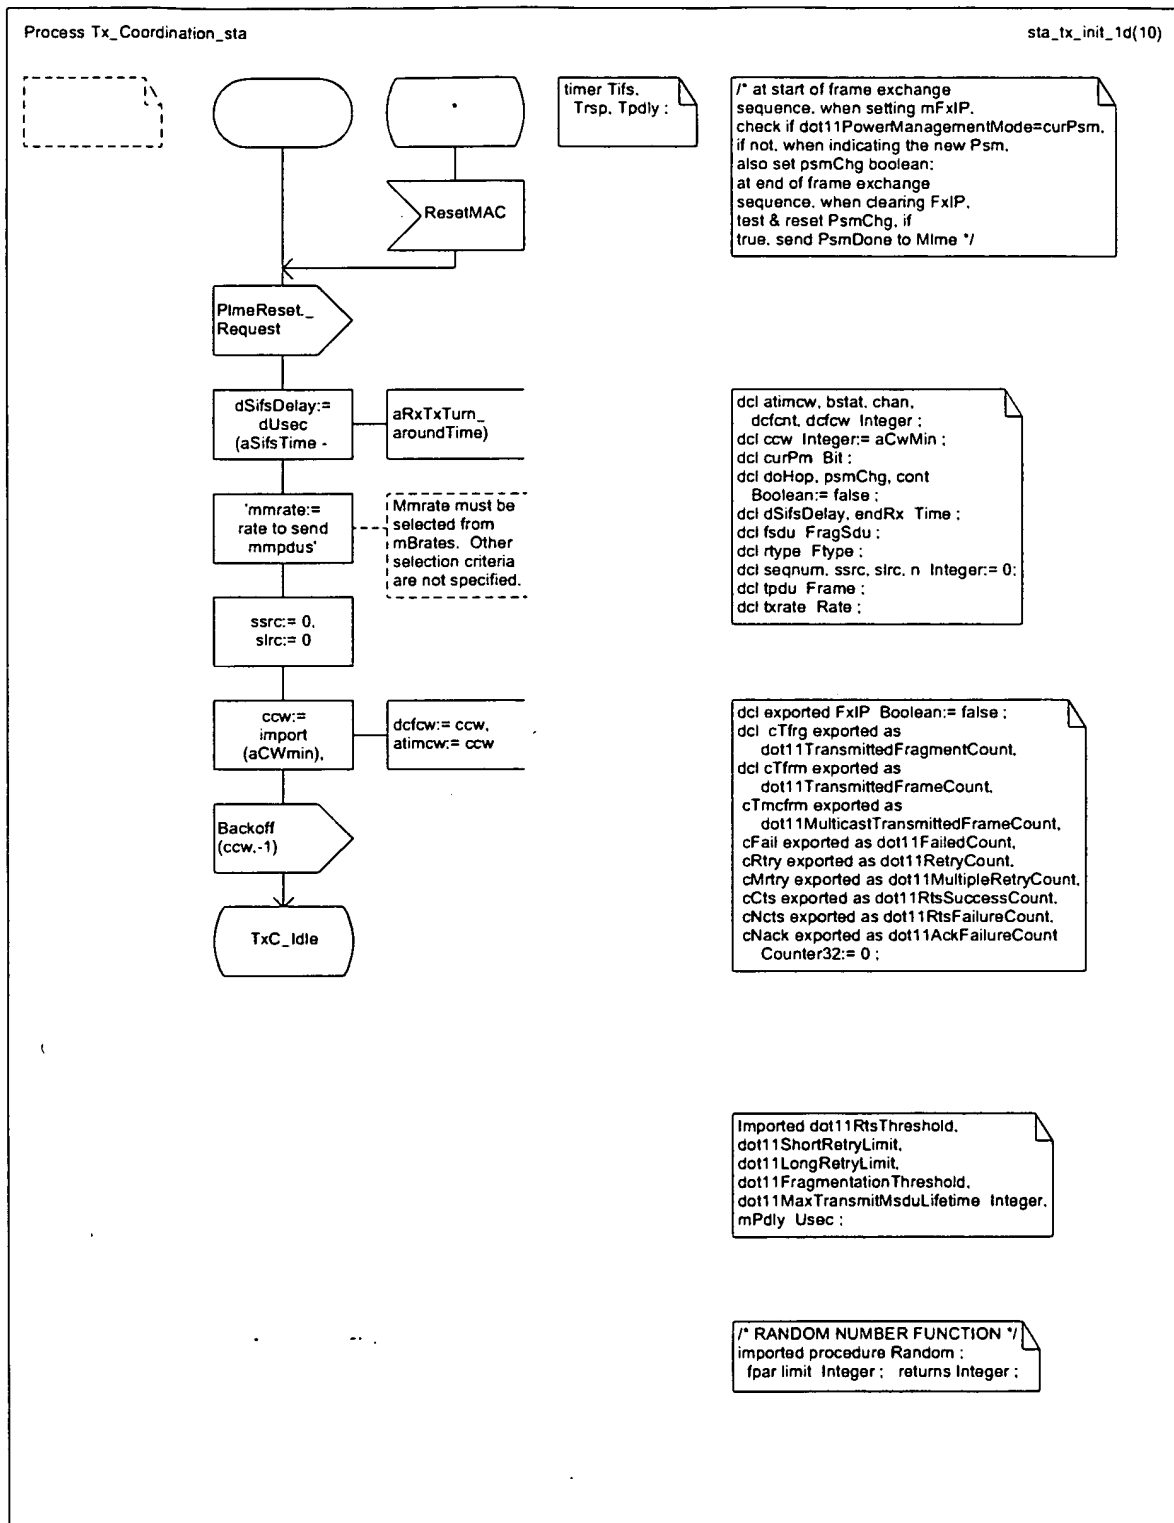 Process Tx_Coordination_sta
sta_tx_init_1d(10)
*
ResetMAC
PlmeReset._
Request
dSifsDelay:=
dUsec
(aSifsTime -
aRxTxTurn_
aroundTime)
'mmrate:=
rate to send
mmpdus'
Mmrate must be
selected from
mBrates. Other
selection criteria
are not specified.
ssrc:= 0,
slrc:= 0
ccw:=
import
(aCWmin),
dcfcw:= ccw,
atimcw:= ccw
Backoff
(ccw,-1)
TxC_Idle
timer Tifs,
Trsp, Tpdly ;
/* at start of frame exchange
sequence, when setting mFxIP,
check if dot11PowerManagementMode=curPsm,
if not, when indicating the new Psm,
also set psmChg boolean;
at end of frame exchange
sequence, when clearing FxIP,
test & reset PsmChg, if
true, send PsmDone to Mlme */
dcl atimcw, bstat, chan,
dcfcnt, dcfcw Integer ;
dcl ccw Integer:= aCwMin ;
dcl curPm Bit ;
dcl doHop, psmChg, cont
Boolean:= false ;
dcl dSifsDelay, endRx Time ;
dcl fsdu FragSdu ;
dcl rtype Ftype ;
dcl seqnum, ssrc, slrc, n Integer:= 0;
dcl tpdu Frame ;
dcl txrate Rate ;
dcl exported FxIP Boolean:= false ;
dcl cTfrg exported as
dot11TransmittedFragmentCount,
dcl cTfrm exported as
dot11TransmittedFrameCount,
cTmcfrm exported as
dot11MulticastTransmittedFrameCount,
cFail exported as dot11FailedCount,
cRtry exported as dot11RetryCount,
cMrtry exported as dot11MultipleRetryCount,
cCts exported as dot11RtsSuccessCount,
cNcts exported as dot11RtsFailureCount,
cNack exported as dot11AckFailureCount
Counter32:= 0 ;
Imported dot11RtsThreshold,
dot11ShortRetryLimit,
dot11LongRetryLimit,
dot11FragmentationThreshold,
dot11MaxTransmitMsduLifetime Integer,
mPdly Usec ;
/* RANDOM NUMBER FUNCTION */
imported procedure Random ;
fpar limit Integer ; returns Integer ;